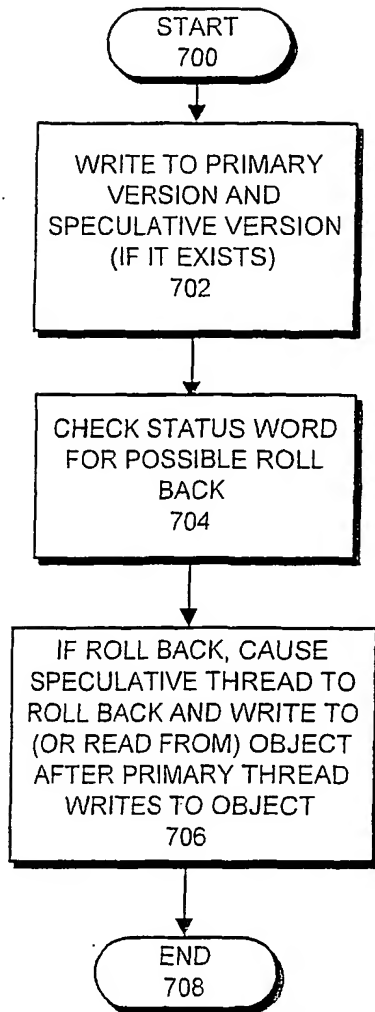 START
700
WRITE TO PRIMARY
VERSION AND
SPECULATIVE VERSION
(IF IT EXISTS)
702
CHECK STATUS WORD
FOR POSSIBLE ROLL
BACK
704
IF ROLL BACK, CAUSE
SPECULATIVE THREAD TO
ROLL BACK AND WRITE TO
(OR READ FROM) OBJECT
AFTER PRIMARY THREAD
WRITES TO OBJECT
706
END
708